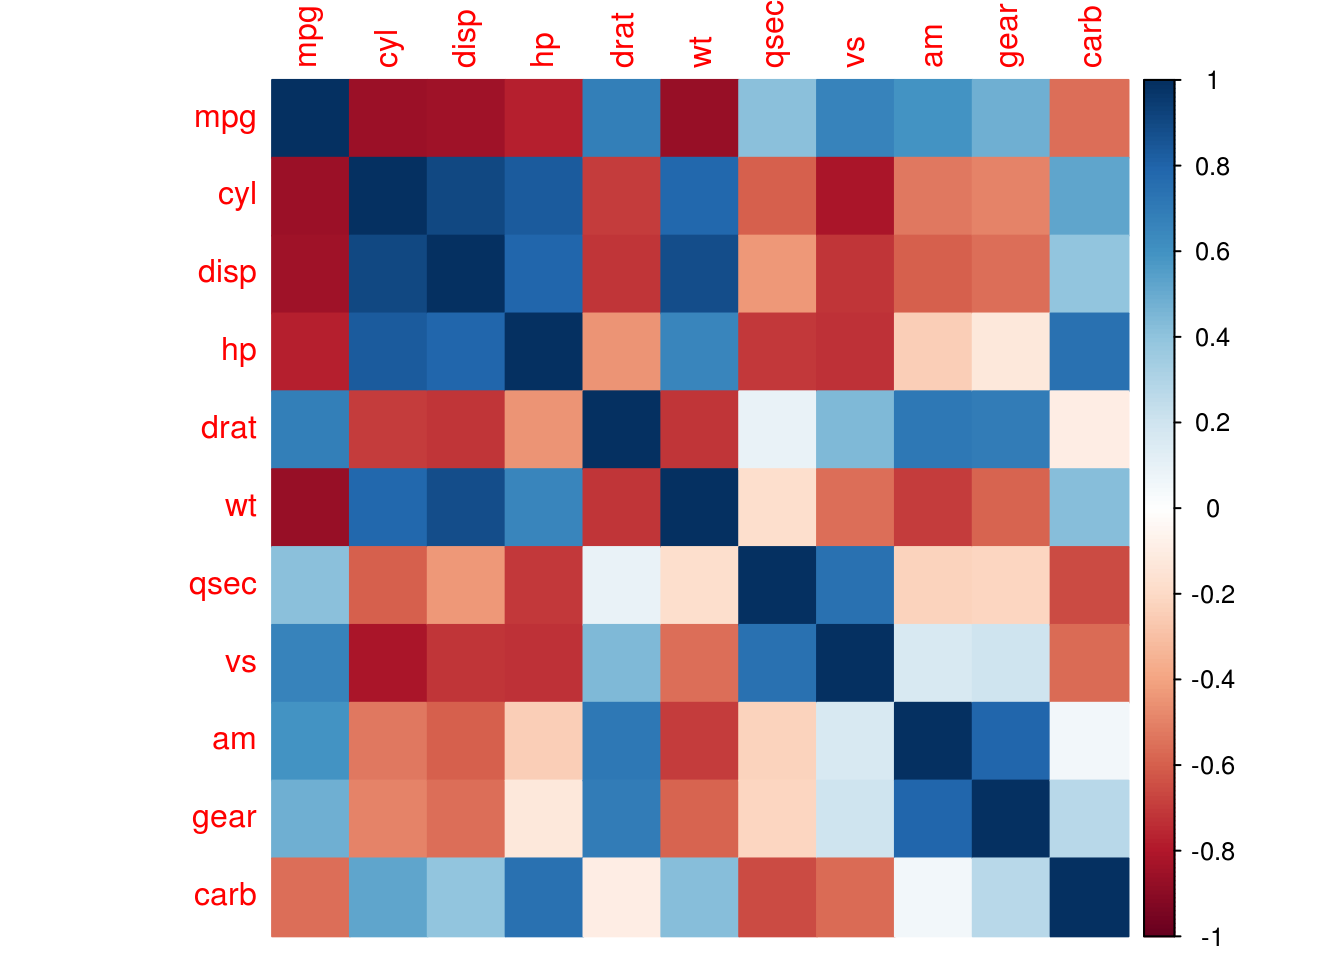 mpg cyl disp hp drat wt qsec vs am gear carb
mpg
cyl
disp
hp
drat
wt
qsec
vs
am
gear
carb
1
0.8
0.6
0.4
0.2
0
-0.2
-0.4
-0.6
-0.8
-1